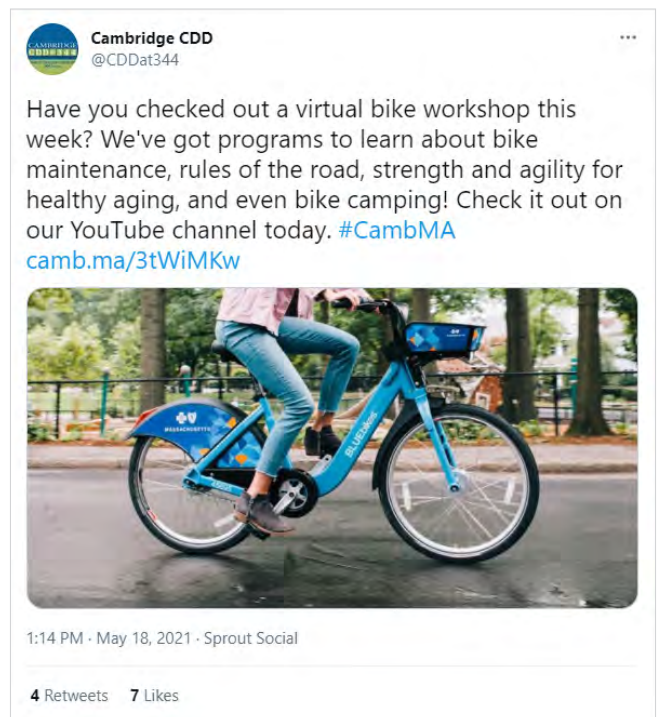 CAMBRIDGE
Cambridge CDD
@CDDat344
Have you checked out a virtual bike workshop this
week? We've got programs to learn about bike
maintenance, rules of the road, strength and agility for
healthy aging, and even bike camping! Check it out on
our YouTube channel today. #CambMA
camb.ma/3tWiMKw
MASSACHUSETTS
BLUEbikes
1:14 PM · May 18, 2021 · Sprout Social
4 Retweets 7 Likes